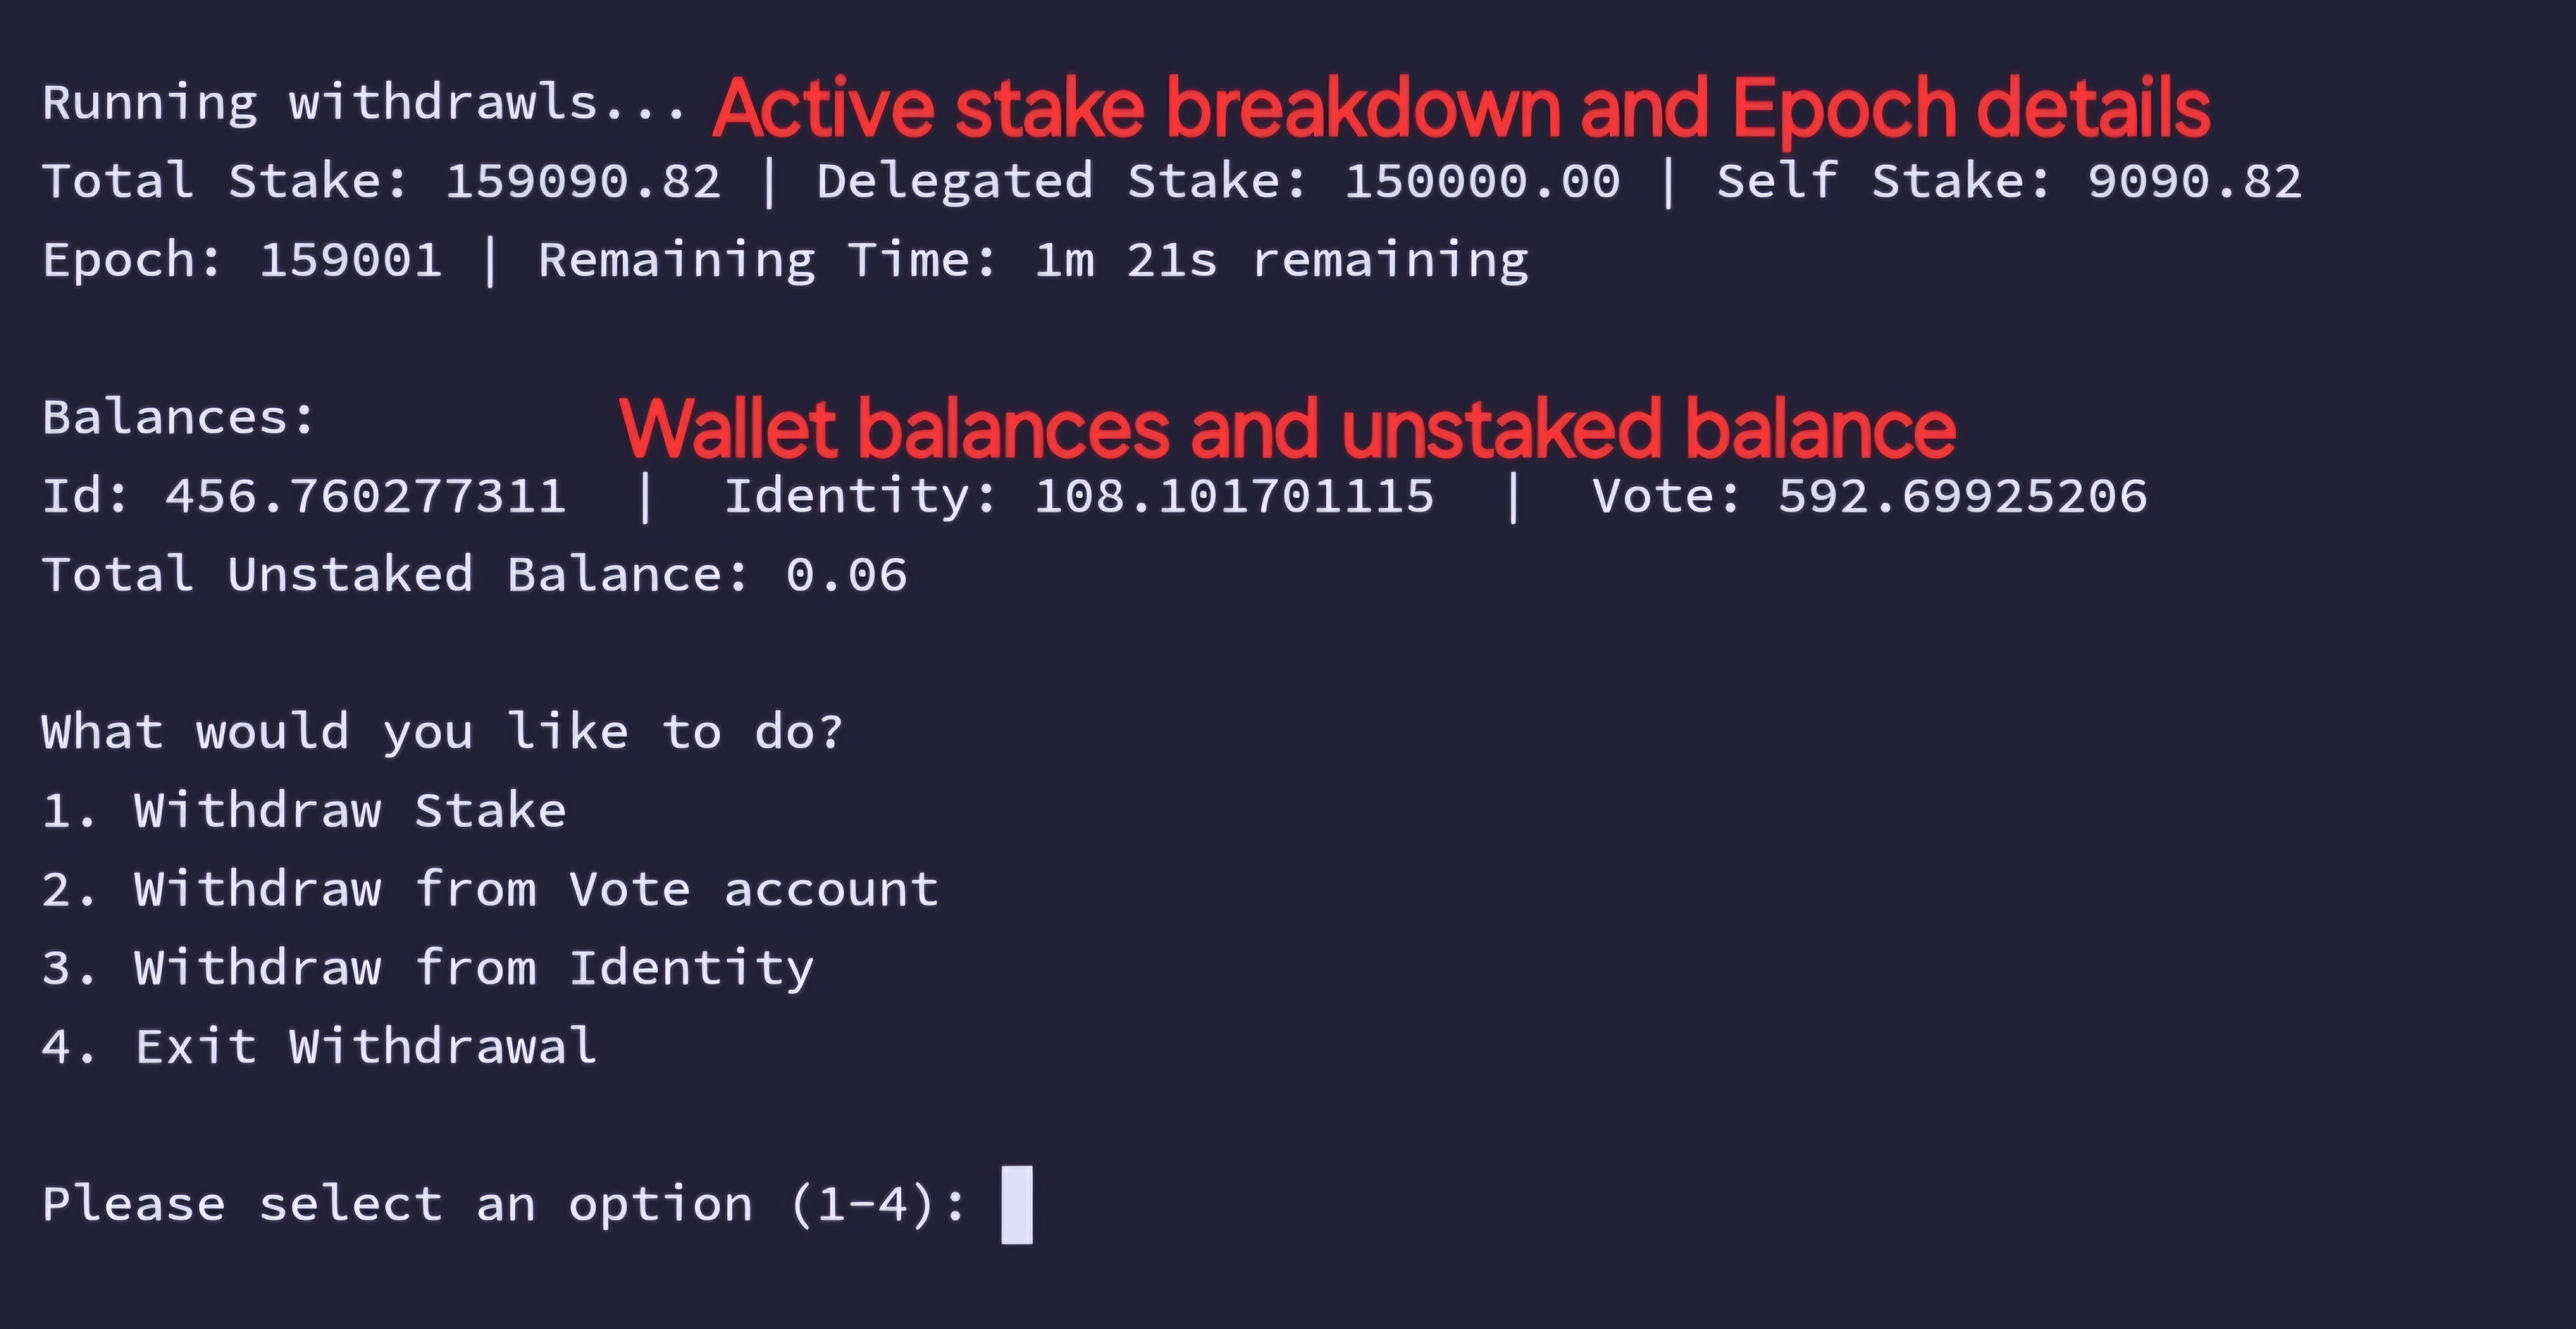 Running withdrawls... Active stake breakdown and Epoch details
Total Stake: 159090.82 | Delegated Stake: 150000.00 | Self Stake: 9090.82
Epoch: 159001 | Remaining Time: 1m 21s remaining
Balances: Wallet balances and unstaked balance
Id: 456.760277311 | Identity: 108.101701115 | Vote: 592.69925206
Total Unstaked Balance: 0.06
What would you like to do?
1. Withdraw Stake
2. Withdraw from Vote account
3. Withdraw from Identity
4. Exit Withdrawal
Please select an option (1-4):